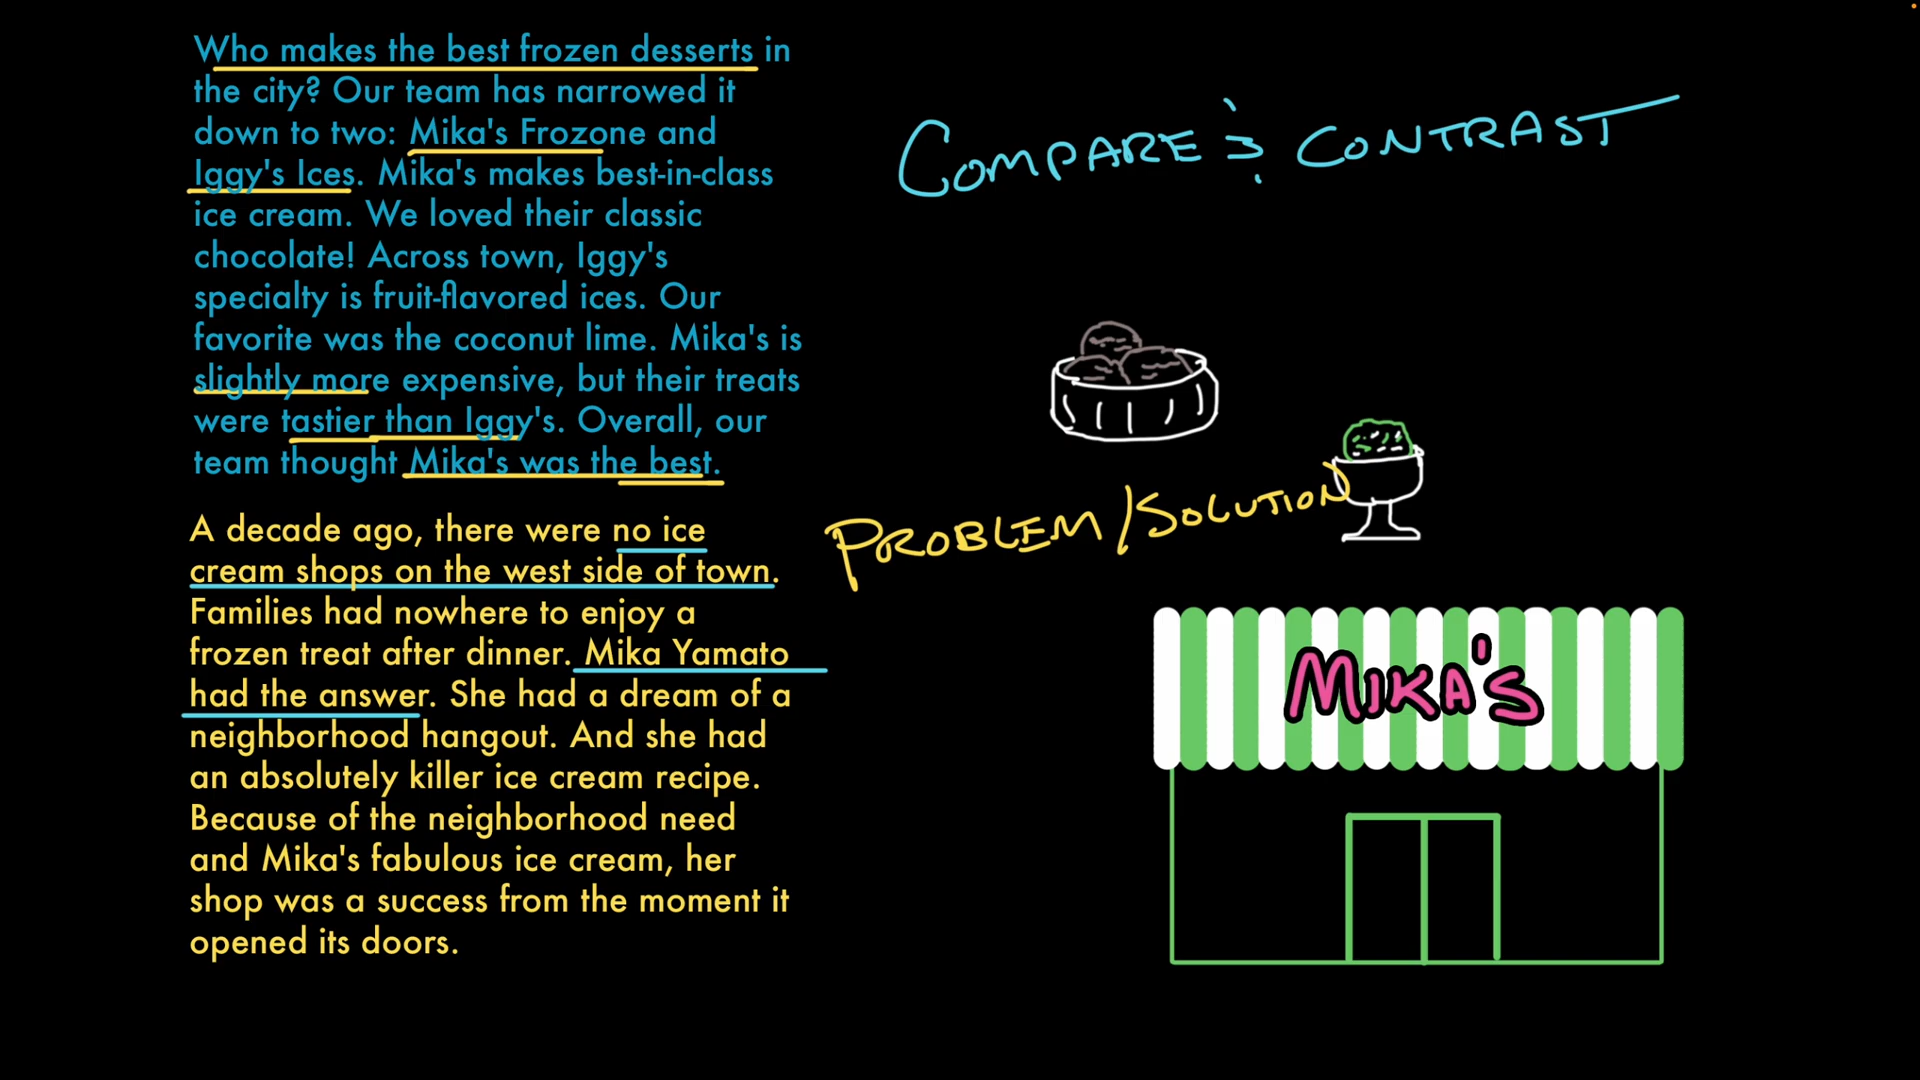 Who makes the best frozen desserts in
the city? Our team has narrowed it
down to two: Mika's Frozone and
Iggy's Ices. Mika's makes best-in-class
ice cream. We loved their classic
chocolate! Across town, Iggy's
specialty is fruit-flavored ices. Our
favorite was the coconut lime. Mika's is
slightly more expensive, but their treats
were tastier than Iggy's. Overall, our
team thought Mika's was the best.
COMPARE & CONTRAST
A decade ago, there were no ice
cream shops on the west side of town.
Families had nowhere to enjoy a
frozen treat after dinner. Mika Yamato
had the answer. She had a dream of a
neighborhood hangout. And she had
an absolutely killer ice cream recipe.
Because of the neighborhood need
and Mika's fabulous ice cream, her
shop was a success from the moment it
opened its doors.
PROBLEM/SOLUTION
MIKA'S